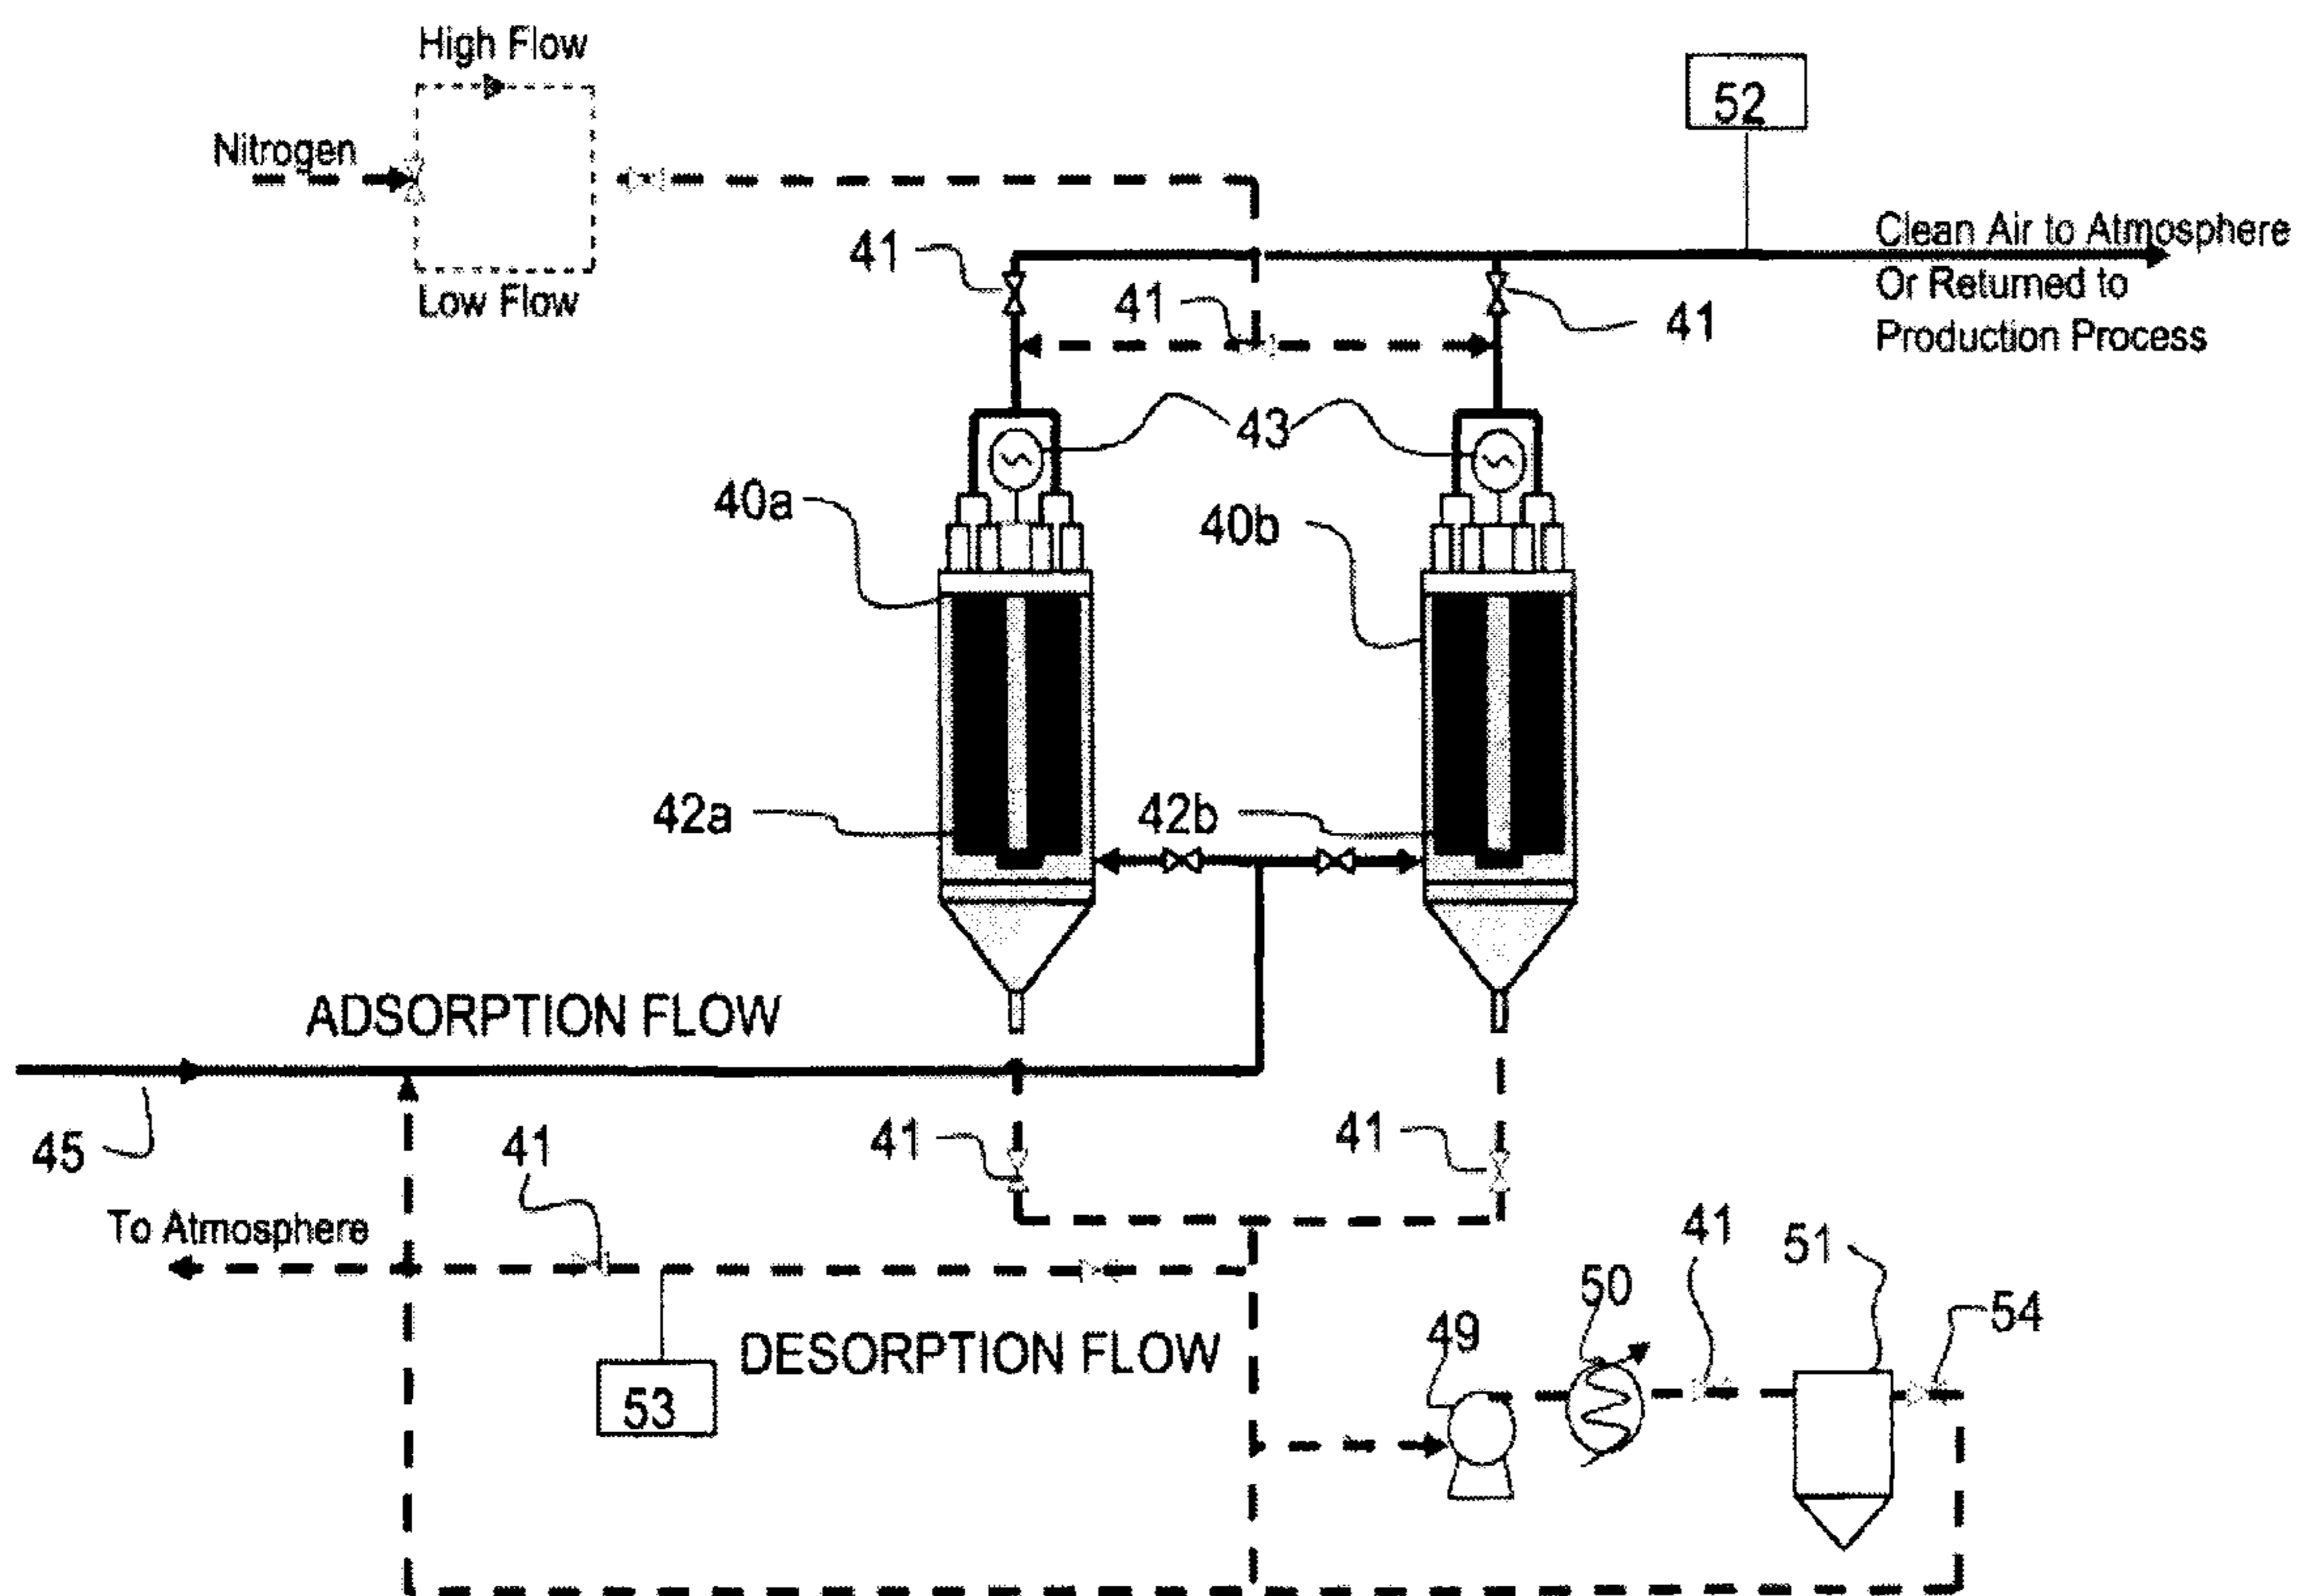 High Flow
52
Nitrogen
Clean Air to Atmosphere
Or Returned to
Production Process
41
41
41
Low Flow
43
40a
40b
42a
42b
ADSORPTION FLOW
45
41
41
41
To Atmosphere
41
51
50
54
49
DESORPTION FLOW
53